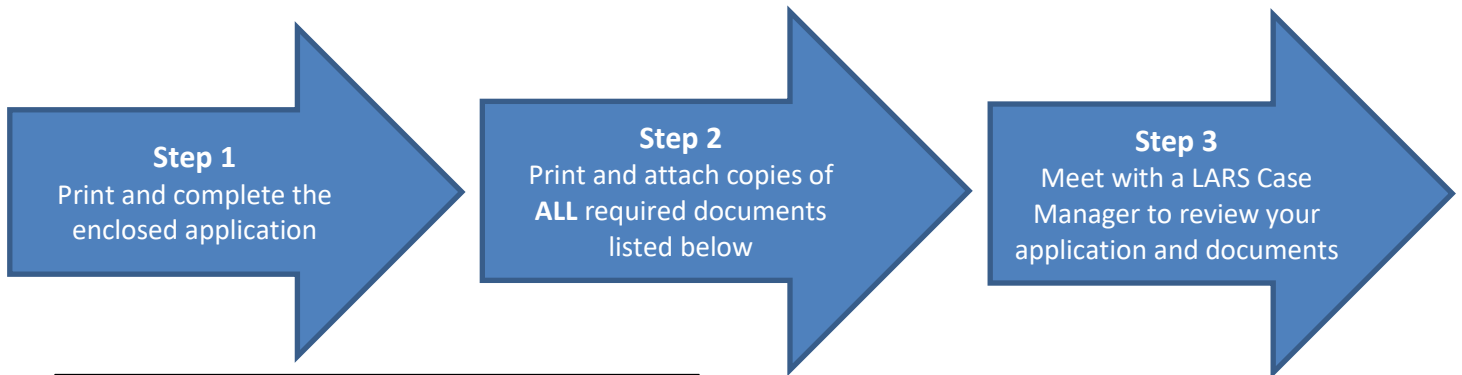 Step 1
Print and complete the
enclosed application
Step 2
Print and attach copies of
ALL required documents
listed below
Step 3
Meet with a LARS Case
Manager to review your
application and documents